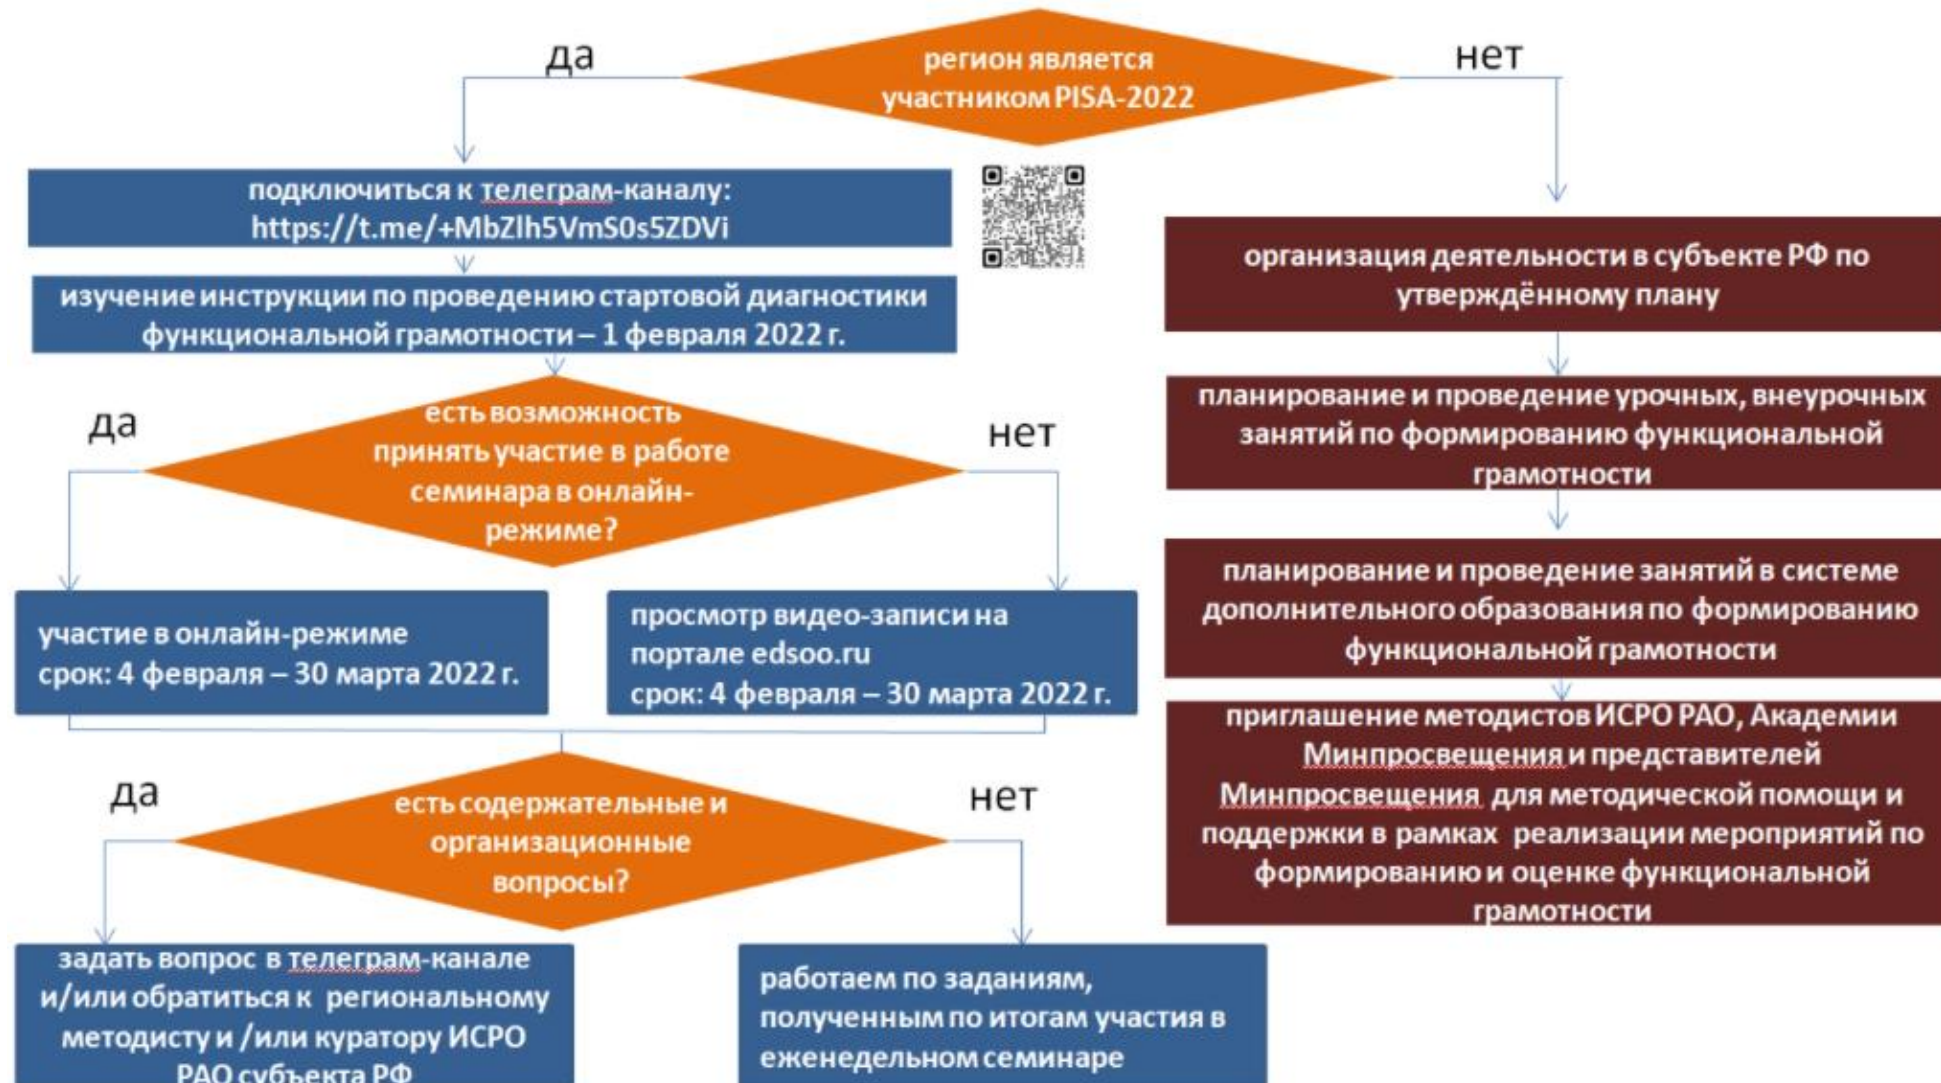 да
регион является
участником PISA-2022
нет
подключиться к телеграм-каналу:
https://t.me/+MbZlh5VmS0s5ZDVi
изучение инструкции по проведению стартовой диагностики
функциональной грамотности – 1 февраля 2022 г.
да
есть возможность
принять участие в работе
семинара в онлайн-
режиме?
нет
участие в онлайн-режиме
срок: 4 февраля – 30 марта 2022 г.
просмотр видео-записи на
портале edsoo.ru
срок: 4 февраля – 30 марта 2022 г.
да
есть содержательные и
организационные
вопросы?
нет
задать вопрос в телеграм-канале
и/или обратиться к региональному
методисту и /или куратору ИСРО
РАО субъекта РФ
работаем по заданиям,
полученным по итогам участия в
еженедельном семинаре
организация деятельности в субъекте РФ по
утверждённому плану
планирование и проведение урочных, внеурочных
занятий по формированию функциональной
грамотности
планирование и проведение занятий в системе
дополнительного образования по формированию
функциональной грамотности
приглашение методистов ИСРО РАО, Академии
Минпросвещения и представителей
Минпросвещения для методической помощи и
поддержки в рамках реализации мероприятий по
формированию и оценке функциональной
грамотности